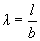 λ = l/b